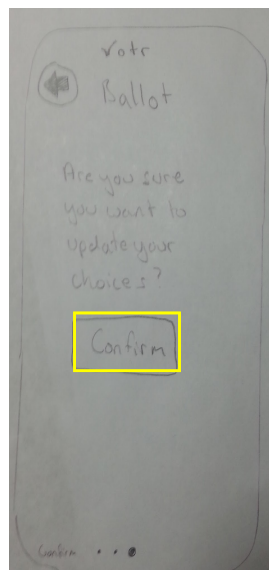 Votr
Ballot
Are you sure
you want to
update your
choices?
Confirm
Confirm